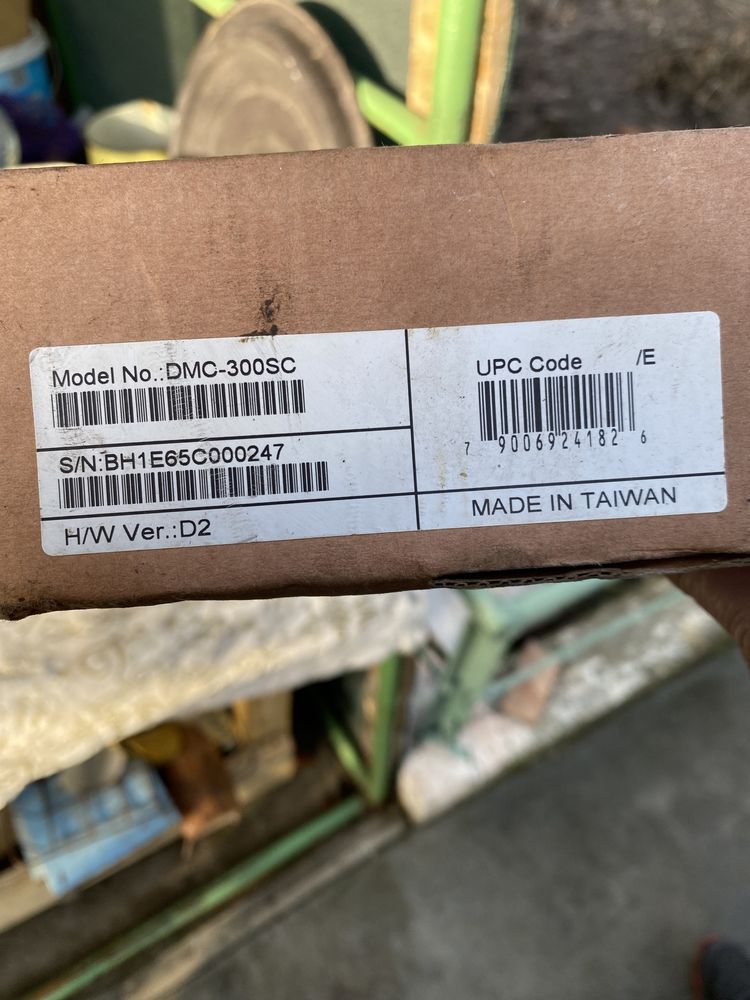 Model No.:DMC-300SC
S/N:BH1E65C000247
H/W Ver.:D2
UPC Code /E
7 9006924182 6
MADE IN TAIWAN